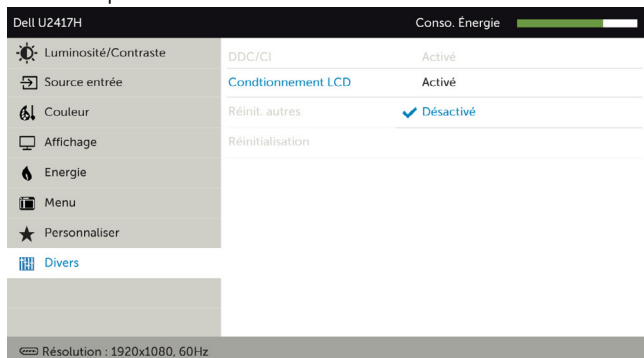 Dell U2417H Conso. Énergie
Luminosité/Contraste DDC/CI Activé
Source entrée Condtionnement LCD Activé
Couleur Réinit. autres Désactivé
Affichage Réinitialisation
Energie
Menu
Personnaliser
Divers
Résolution : 1920x1080, 60Hz